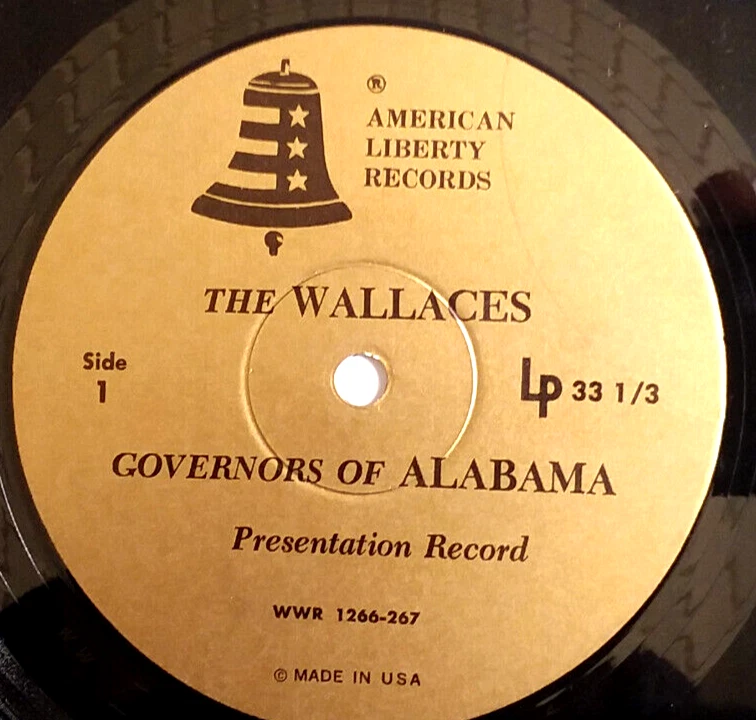 ®
AMERICAN
LIBERTY
RECORDS
THE WALLACES
Side
1
Lp 33 1/3
GOVERNORS OF ALABAMA
Presentation Record
WWR 1266-267
© MADE IN USA